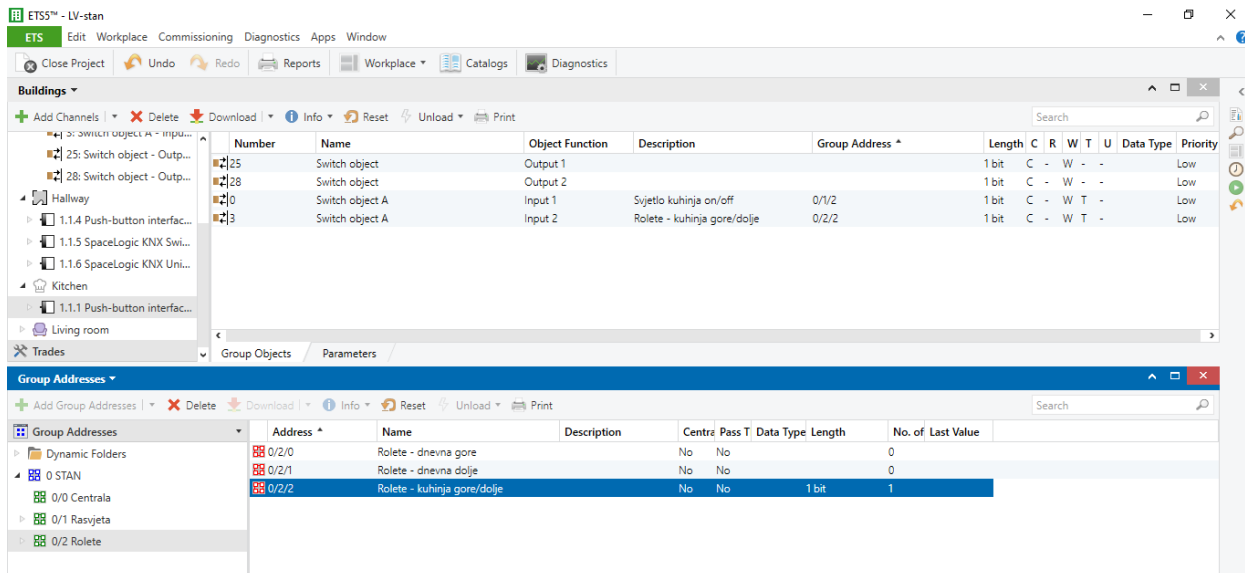 ETS5™ - LV-stan
ETS Edit Workplace Commissioning Diagnostics Apps Window
Close Project Undo Redo Reports Workplace Catalogs Diagnostics
Buildings
Add Channels Delete Download Info Reset Unload Print Search
3: Switch object A - Inpu...
25: Switch object - Outp...
28: Switch object - Outp...
Hallway
1.1.4 Push-button interfac...
1.1.5 SpaceLogic KNX Swi...
1.1.6 SpaceLogic KNX Uni...
Kitchen
1.1.1 Push-button interfac...
Living room
Trades
Number Name Object Function Description Group Address Length C R W T U Data Type Priority
25 Switch object Output 1 1 bit C - W - - Low
28 Switch object Output 2 1 bit C - W - - Low
0 Switch object A Input 1 Svjetlo kuhinja on/off 0/1/2 1 bit C - W T - Low
3 Switch object A Input 2 Rolete - kuhinja gore/dolje 0/2/2 1 bit C - W T - Low
Group Objects Parameters
Group Addresses
Add Group Addresses Delete Download Info Reset Unload Print Search
Group Addresses
Dynamic Folders
0 STAN
0/0 Centrala
0/1 Rasvjeta
0/2 Rolete
Address Name Description Centra Pass T Data Type Length No. of Last Value
0/2/0 Rolete - dnevna gore No No 0
0/2/1 Rolete - dnevna dolje No No 0
0/2/2 Rolete - kuhinja gore/dolje No No 1 bit 1